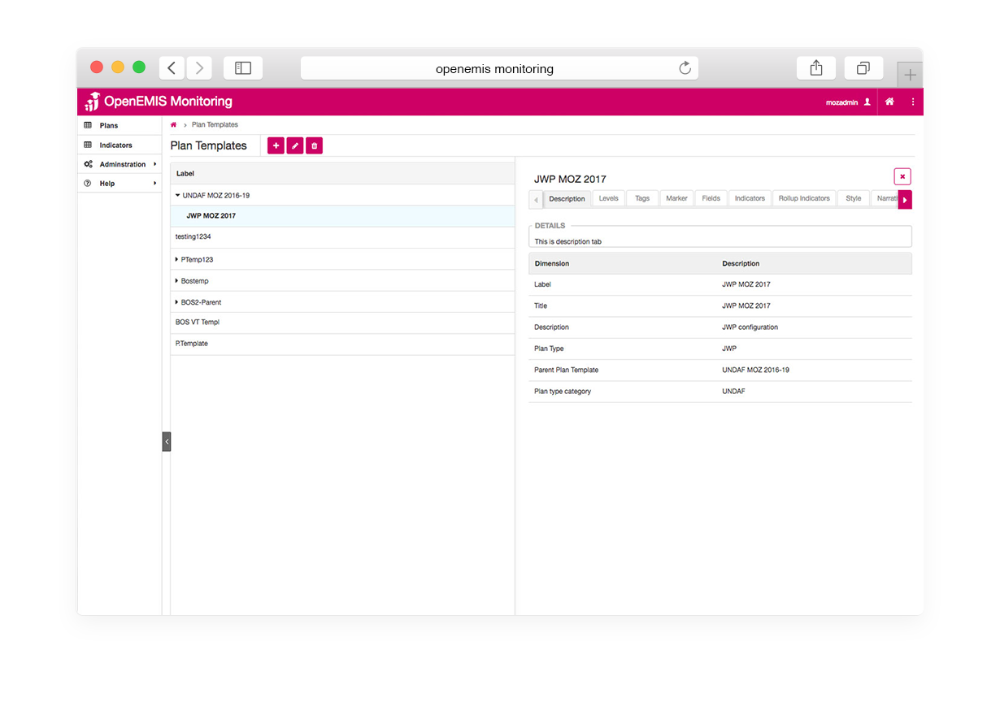 openemis monitoring
OpenEMIS Monitoring
mozadmin
Plans
Indicators
Adminstration
Help
Plan Templates
Plan Templates
Label
UNDAF MOZ 2016-19
JWP MOZ 2017
testing1234
PTemp123
Bostemp
BOS2-Parent
BOS VT Templ
P.Template
JWP MOZ 2017
Description Levels Tags Marker Fields Indicators Rollup Indicators Style Narrati
DETAILS
This is description tab
Dimension Description
Label JWP MOZ 2017
Title JWP MOZ 2017
Description JWP configuration
Plan Type JWP
Parent Plan Template UNDAF MOZ 2016-19
Plan type category UNDAF